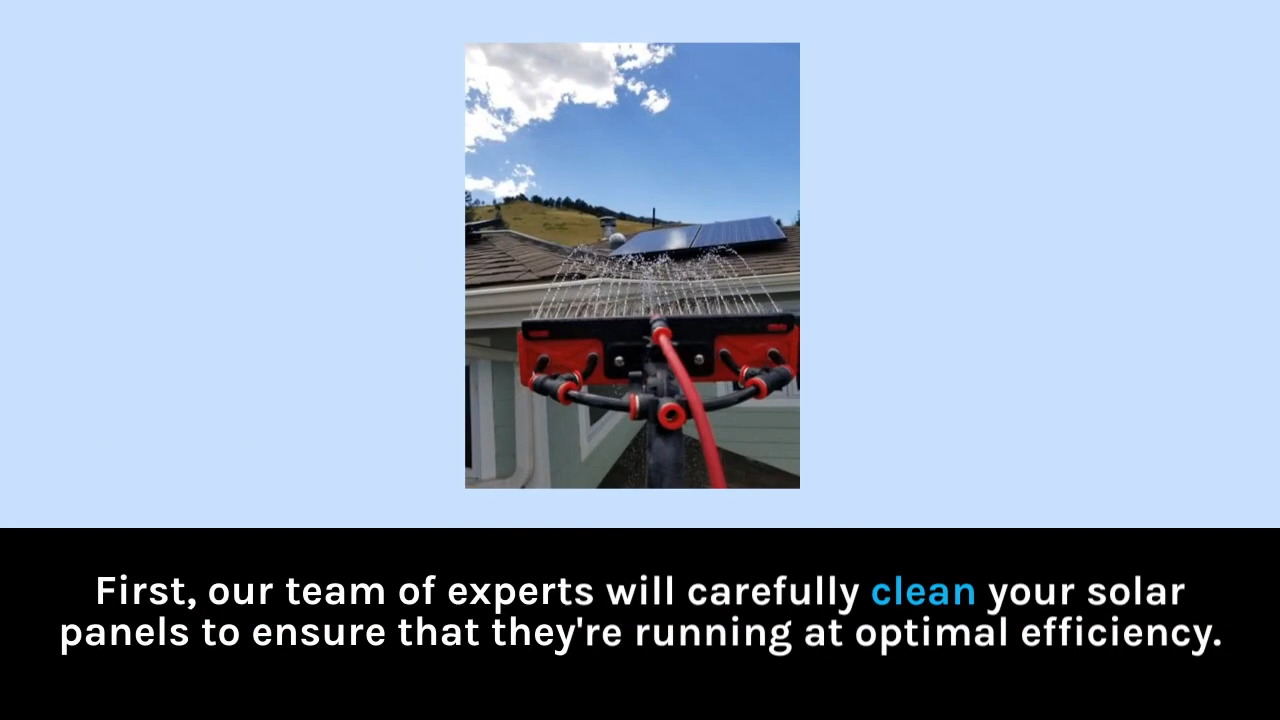 First, our team of experts will carefully clean your solar
panels to ensure that they're running at optimal efficiency.